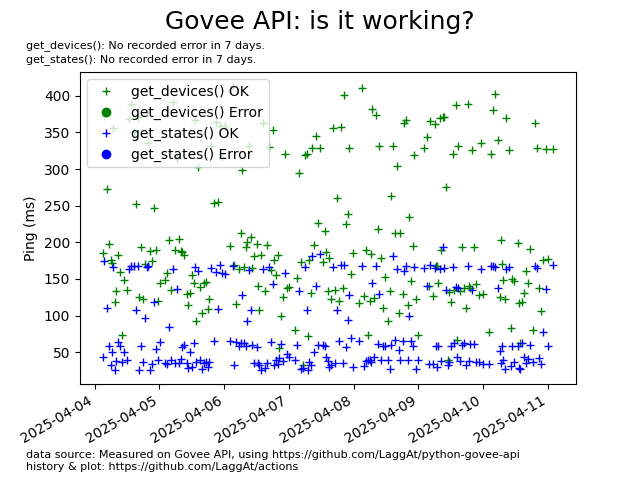 Govee API: is it working?
get_devices(): No recorded error in 7 days.
get_states(): No recorded error in 7 days.
get_devices() OK
get_devices() Error
get_states() OK
get_states() Error
Ping (ms)
400
350
300
250
200
150
100
50
2025-04-04
2025-04-05
2025-04-06
2025-04-07
2025-04-08
2025-04-09
2025-04-10
2025-04-11
data source: Measured on Govee API, using https://github.com/LaggAt/python-govee-api
history & plot: https://github.com/LaggAt/actions